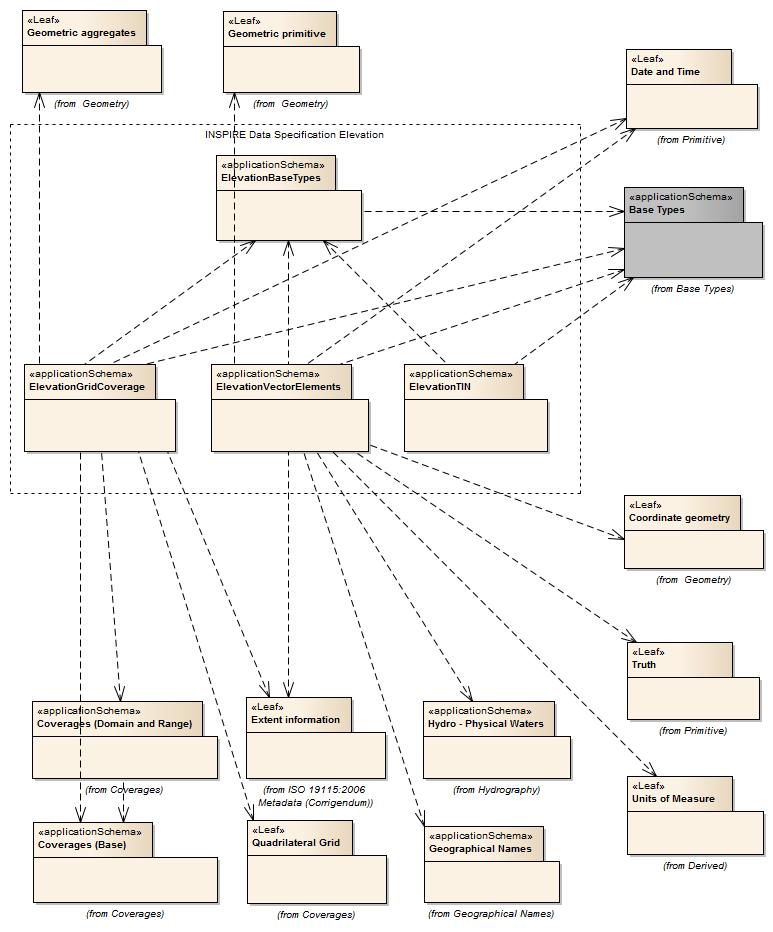 «Leaf»
Geometric aggregates
(from  Geometry)
«Leaf»
Geometric primitive
(from  Geometry)
«Leaf»
Date and Time
(from Primitive)
INSPIRE Data Specification Elevation
«applicationSchema»
ElevationBaseTypes
«applicationSchema»
Base Types
(from Base Types)
«applicationSchema»
ElevationGridCoverage
«applicationSchema»
ElevationVectorElements
«applicationSchema»
ElevationTIN
«Leaf»
Coordinate geometry
(from  Geometry)
«Leaf»
Truth
(from Primitive)
«applicationSchema»
Coverages (Domain and Range)
(from Coverages)
«Leaf»
Extent information
(from ISO 19115:2006
Metadata (Corrigendum))
«applicationSchema»
Hydro - Physical Waters
(from Hydrography)
«Leaf»
Units of Measure
(from Derived)
«applicationSchema»
Coverages (Base)
(from Coverages)
«Leaf»
Quadrilateral Grid
(from Coverages)
«applicationSchema»
Geographical Names
(from Geographical Names)